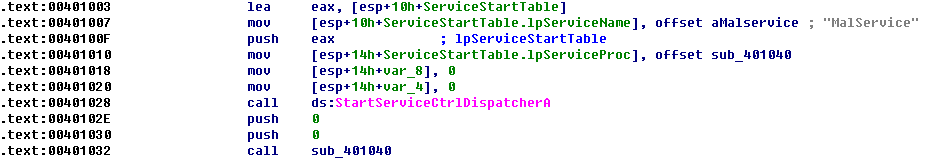 .text:00401003 lea eax, [esp+10h+ServiceStartTable]
.text:00401007 mov [esp+10h+ServiceStartTable.lpServiceName], offset aMalservice ; "MalService"
.text:0040100F push eax ; lpServiceStartTable
.text:00401010 mov [esp+14h+ServiceStartTable.lpServiceProc], offset sub_401040
.text:00401018 mov [esp+14h+var_8], 0
.text:00401020 mov [esp+14h+var_4], 0
.text:00401028 call ds:StartServiceCtrlDispatcherA
.text:0040102E push 0
.text:00401030 push 0
.text:00401032 call sub_401040